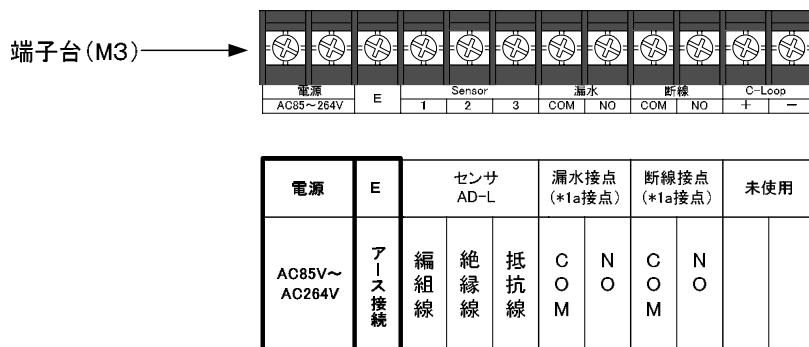 端子台(M3)
電源 E Sensor 漏水 断線 C-Loop
AC85～264V 1 2 3 COM NO COM NO + −
電源 E センサ 漏水接点 断線接点 未使用
AD-L (*1a接点) (*1a接点)
AC85V～
AC264V
アース接続
編組線
絶縁線
抵抗線
COM
NO
COM
NO